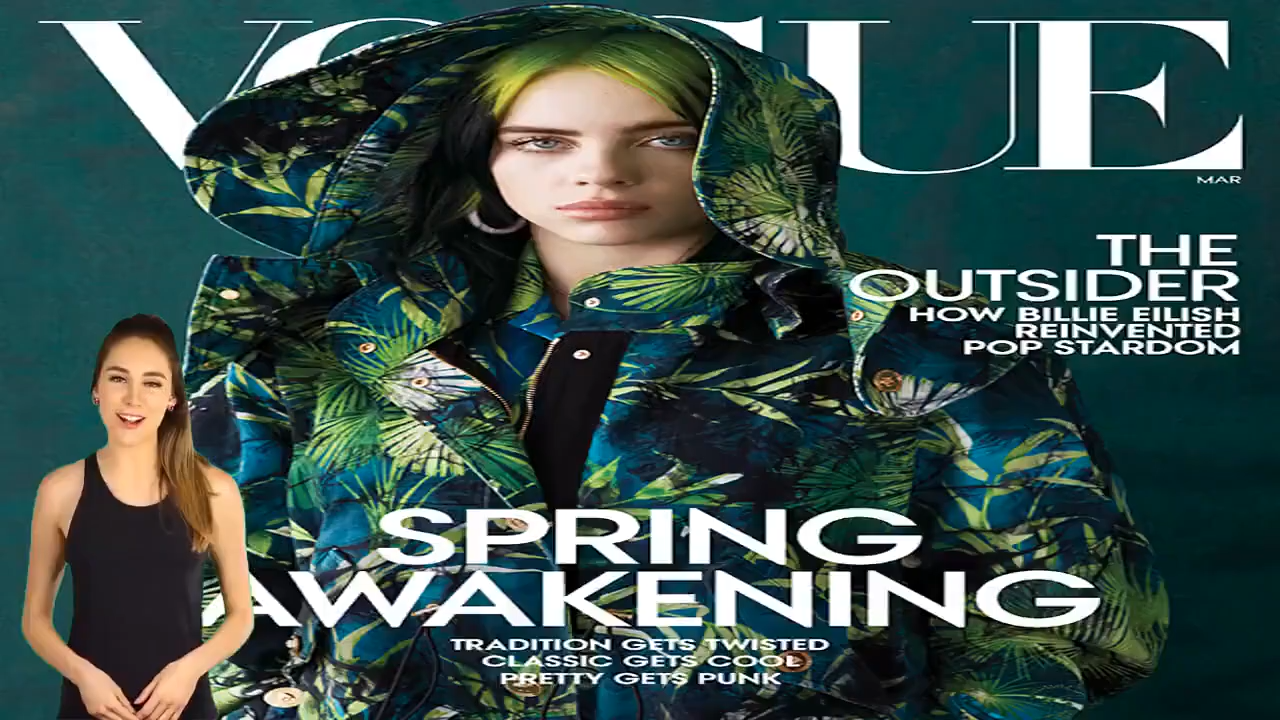 VOGUE
MAR
THE
OUTSIDER
HOW BILLIE EILISH
REINVENTED
POP STARDOM
SPRING
AWAKENING
TRADITION GETS TWISTED
CLASSIC GETS COOL
PRETTY GETS PUNK